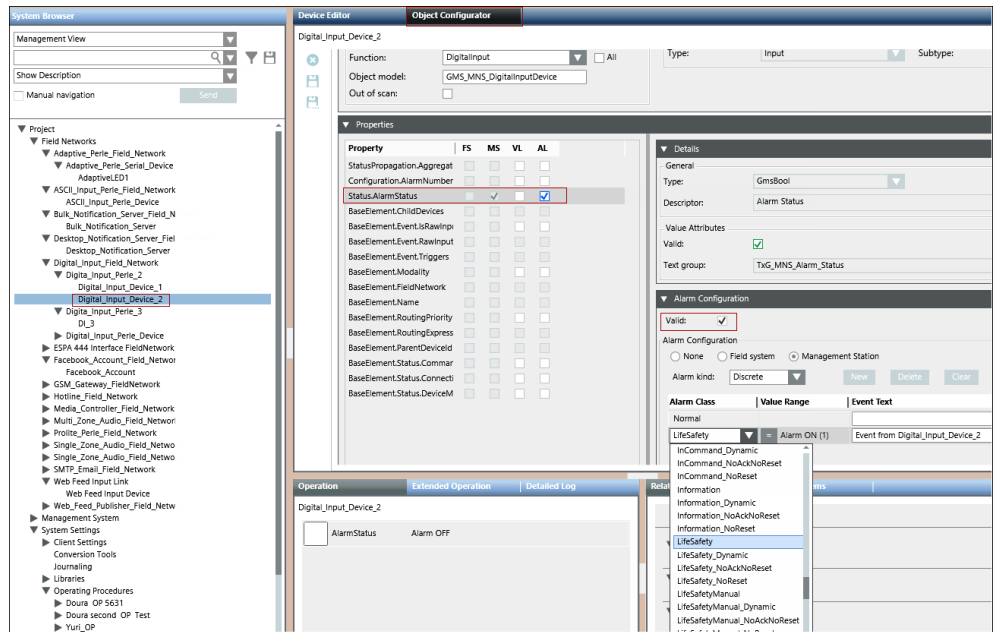 System Browser
Management View
Show Description
Manual navigation
Send
Project
Field Networks
Adaptive_Perle_Field_Network
Adaptive_Perle_Serial_Device
AdaptiveLED1
ASCII_Input_Perle_Field_Network
ASCII_Input_Perle_Device
Bulk_Notification_Server_Field_N
Bulk_Notification_Server
Desktop_Notification_Server_Fiel
Desktop_Notification_Server
Digital_Input_Field_Network
Digita_Input_Perle_2
Digital_Input_Device_1
Digital_Input_Device_2
Digita_Input_Perle_3
DI_3
Digital_Input_Perle_Device
ESPA 444 Interface FieldNetwork
Facebook_Account_Field_Networ
Facebook_Account
GSM_Gateway_FieldNetwork
Hotline_Field_Network
Media_Controller_Field_Network
Multi_Zone_Audio_Field_Network
Prolite_Perle_Field_Network
Single_Zone_Audio_Field_Netwo
Single_Zone_Audio_Field_Netwo
SMTP_Email_Field_Network
Web Feed Input Link
Web Feed Input Device
Web_Feed_Publisher_Field_Netw
Management System
System Settings
Client Settings
Conversion Tools
Journaling
Libraries
Operating Procedures
Doura OP 5631
Doura second OP Test
Yuri_OP
Device Editor
Object Configurator
Digital_Input_Device_2
Function: DigitalInput All
Object model: GMS_MNS_DigitalInputDevice
Out of scan:
Type: Input Subtype:
Properties
Property FS MS VL AL
StatusPropagation.Aggregat
Configuration.AlarmNumber
Status.AlarmStatus
BaseElement.ChildDevices
BaseElement.Event.IsRawInpu
BaseElement.Event.RawInput
BaseElement.Event.Triggers
BaseElement.Modality
BaseElement.FieldNetwork
BaseElement.Name
BaseElement.RoutingPriority
BaseElement.RoutingExpress
BaseElement.ParentDeviceId
BaseElement.Status.Commar
BaseElement.Status.Connecti
BaseElement.Status.DeviceM
Details
General
Type: GmsBool
Descriptor: Alarm Status
Value Attributes
Valid:
Text group: TxG_MNS_Alarm_Status
Alarm Configuration
Valid:
Alarm Configuration
None Field system Management Station
Alarm kind: Discrete New Delete Clear
Alarm Class Value Range Event Text
Normal
LifeSafety = Alarm ON (1) Event from Digital_Input_Device_2
InCommand_Dynamic
InCommand_NoAckNoReset
InCommand_NoReset
Information
Information_Dynamic
Information_NoAckNoReset
Information_NoReset
LifeSafety
LifeSafety_Dynamic
LifeSafety_NoAckNoReset
LifeSafety_NoReset
LifeSafetyManual
LifeSafetyManual_Dynamic
LifeSafetyManual_NoAckNoReset
Operation Extended Operation Detailed Log
Digital_Input_Device_2
AlarmStatus Alarm OFF
Relat
ms